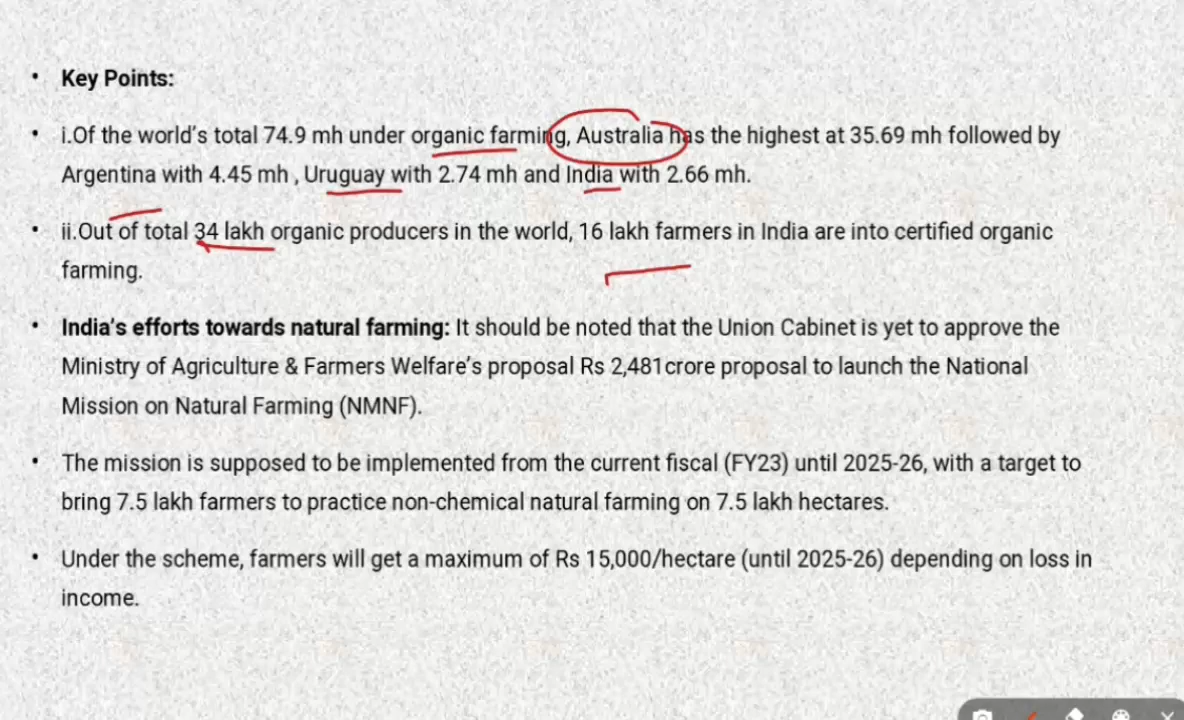 • Key Points:
• i.Of the world's total 74.9 mh under organic farming, Australia has the highest at 35.69 mh followed by
Argentina with 4.45 mh , Uruguay with 2.74 mh and India with 2.66 mh.
• ii.Out of total 34 lakh organic producers in the world, 16 lakh farmers in India are into certified organic
farming.
• India's efforts towards natural farming: It should be noted that the Union Cabinet is yet to approve the
Ministry of Agriculture & Farmers Welfare's proposal Rs 2,481crore proposal to launch the National
Mission on Natural Farming (NMNF).
• The mission is supposed to be implemented from the current fiscal (FY23) until 2025-26, with a target to
bring 7.5 lakh farmers to practice non-chemical natural farming on 7.5 lakh hectares.
• Under the scheme, farmers will get a maximum of Rs 15,000/hectare (until 2025-26) depending on loss in
income.